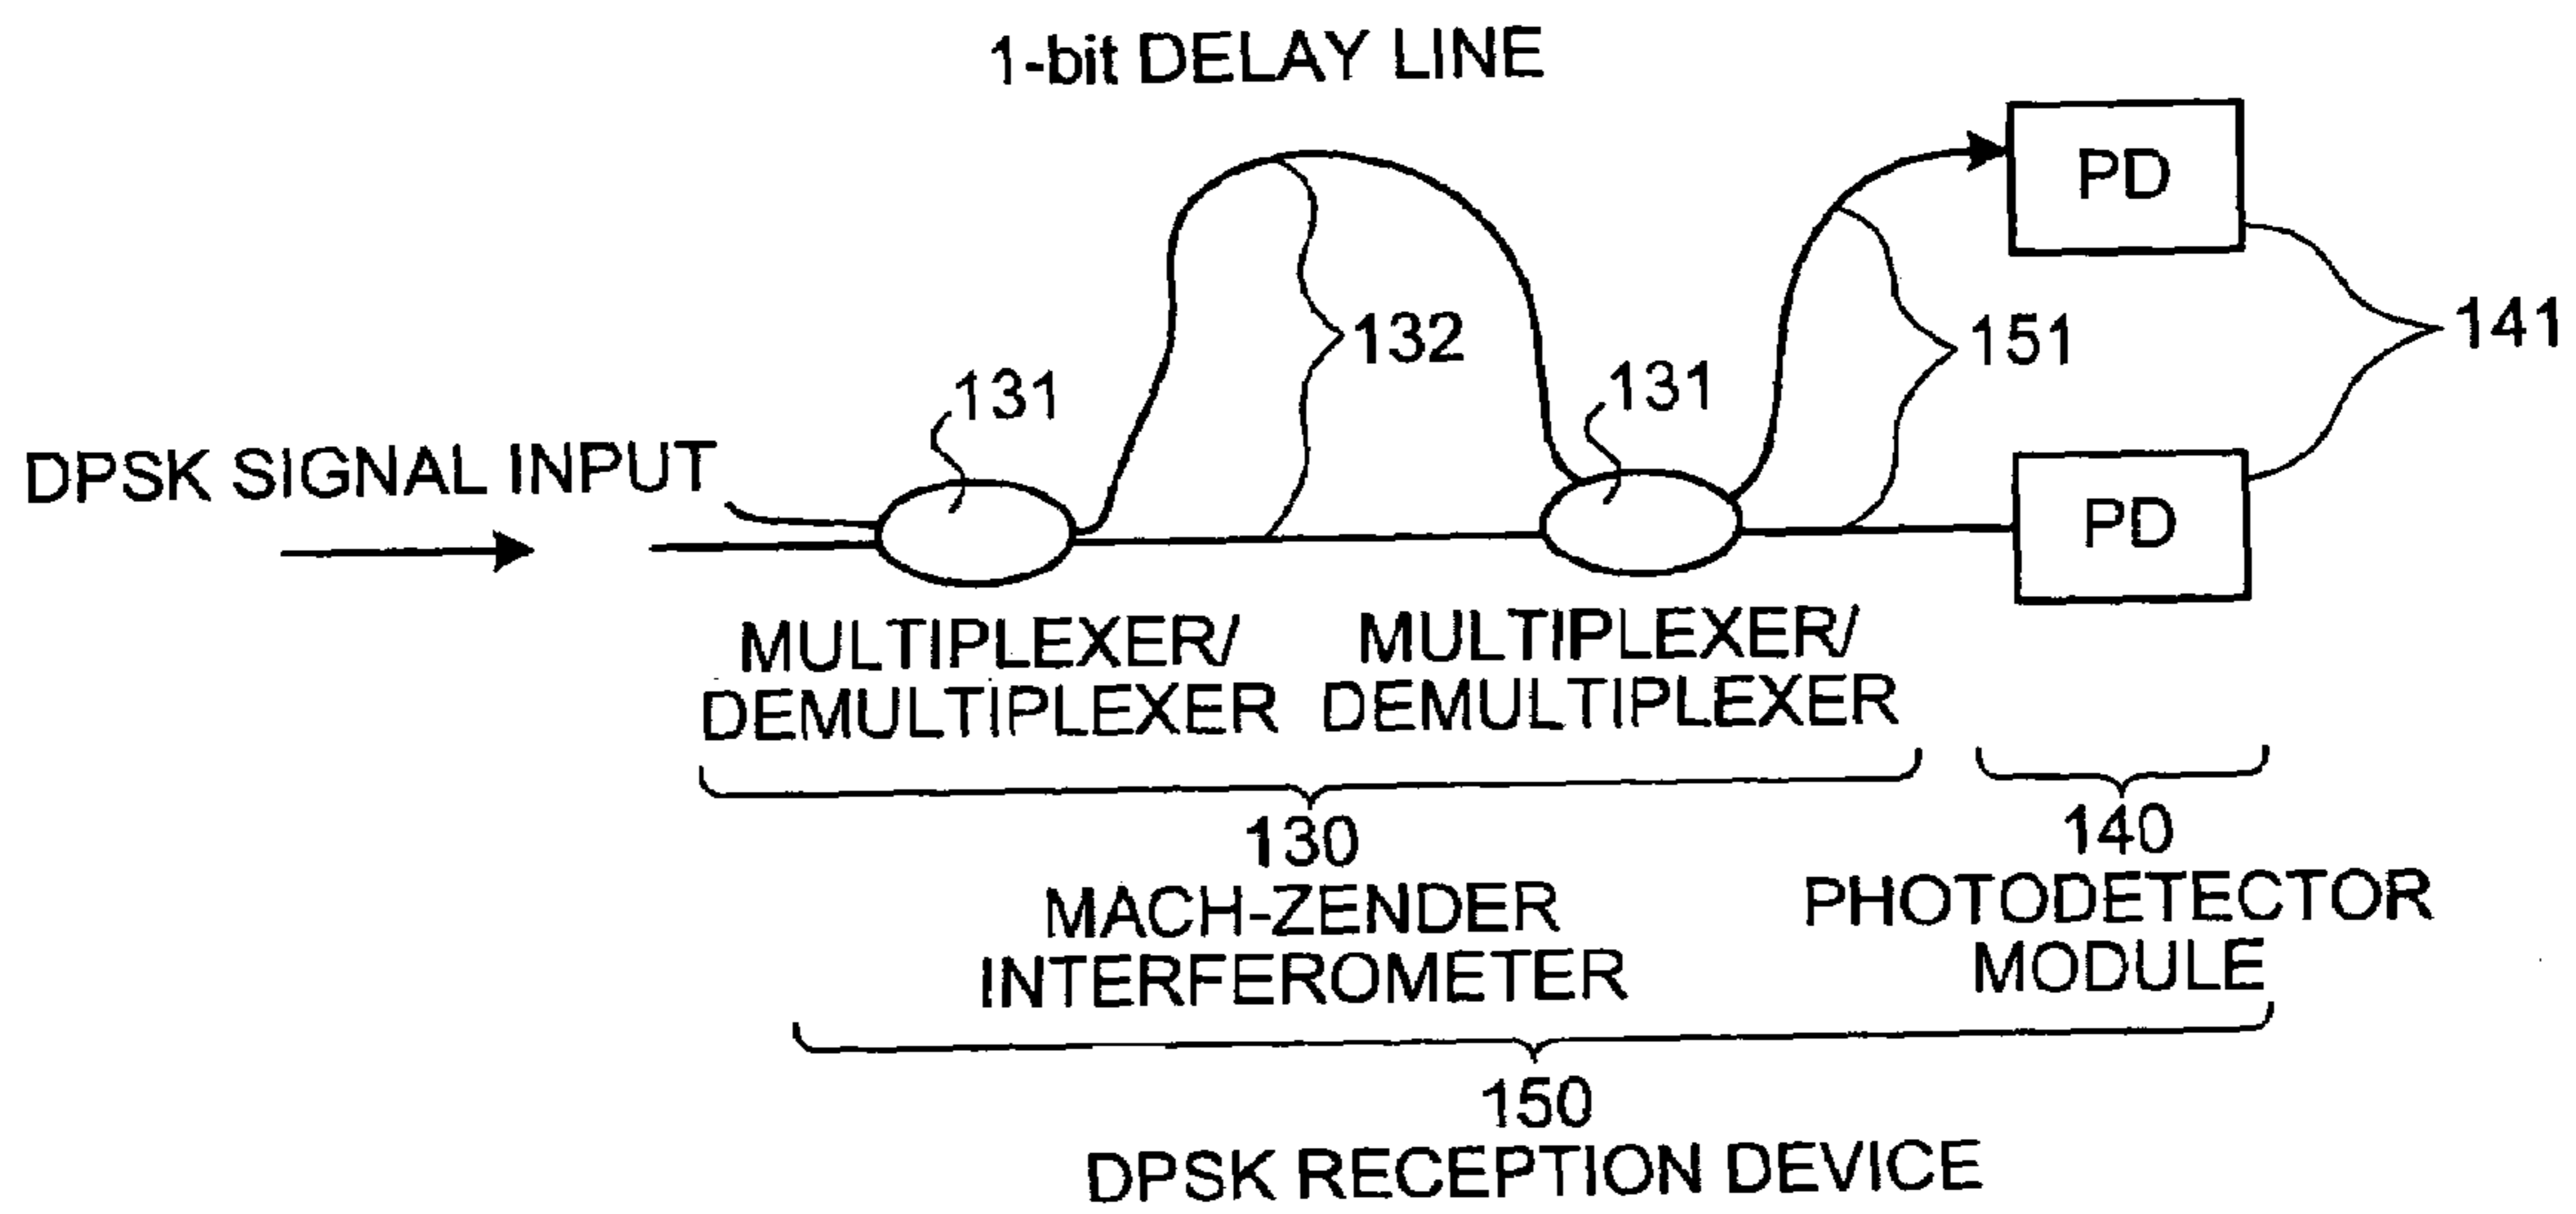 1-bit DELAY LINE
PD
132
151
141
131
131
DPSK SIGNAL INPUT
PD
MULTIPLEXER/
DEMULTIPLEXER
MULTIPLEXER/
DEMULTIPLEXER
130
MACH-ZENDER
INTERFEROMETER
140
PHOTODETECTOR
MODULE
150
DPSK RECEPTION DEVICE